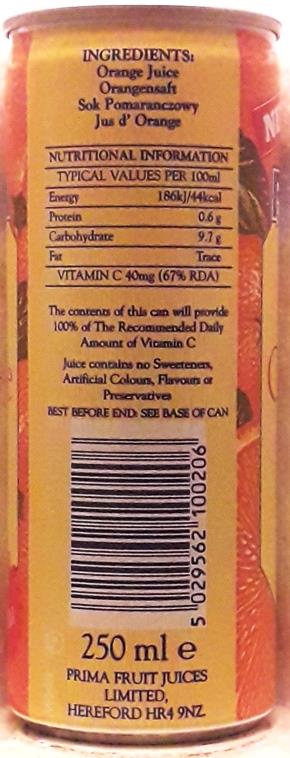 INGREDIENTS:
Orange Juice
Orangensaft
Sok Pomaranczowy
Jus d' Orange
NUTRITIONAL INFORMATION
TYPICAL VALUES PER 100ml
Energy 186kJ/44kcal
Protein 0.6 g
Carbohydrate 9.7 g
Fat Trace
VITAMIN C 40mg (67% RDA)
The contents of this can will provide
100% of The Recommended Daily
Amount of Vitamin C
Juice contains no Sweeteners,
Artificial Colours, Flavours or
Preservatives
BEST BEFORE END: SEE BASE OF CAN
5 029562 100206
250 ml e
PRIMA FRUIT JUICES
LIMITED,
HEREFORD HR4 9NZ